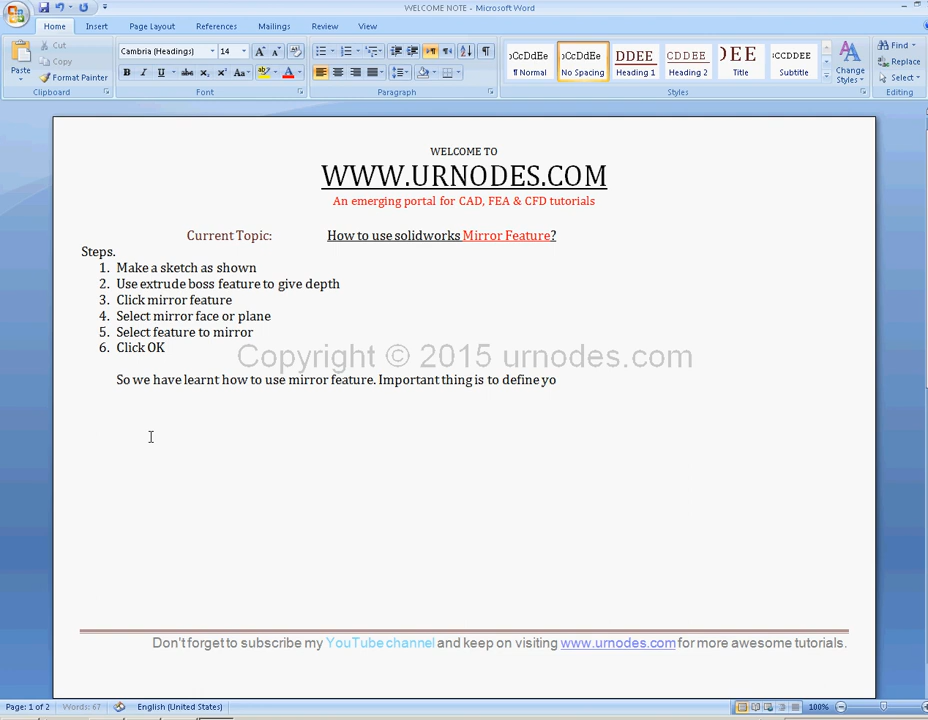 WELCOME NOTE - Microsoft Word
Home Insert Page Layout References Mailings Review View
Paste
Cut
Copy
Format Painter
Clipboard
Cambria (Headings) 14
Font
Paragraph
Normal
No Spacing
Heading 1
Heading 2
Title
Subtitle
Change Styles
Styles
Find
Replace
Select
Editing
WELCOME TO
WWW.URNODES.COM
An emerging portal for CAD, FEA & CFD tutorials
Current Topic: How to use solidworks Mirror Feature?
Steps.
1. Make a sketch as shown
2. Use extrude boss feature to give depth
3. Click mirror feature
4. Select mirror face or plane
5. Select feature to mirror
6. Click OK
Copyright © 2015 urnodes.com
So we have learnt how to use mirror feature. Important thing is to define yo
Don't forget to subscribe my YouTube channel and keep on visiting www.urnodes.com for more awesome tutorials.
Page: 1 of 2 Words: 67 English (United States) 100%